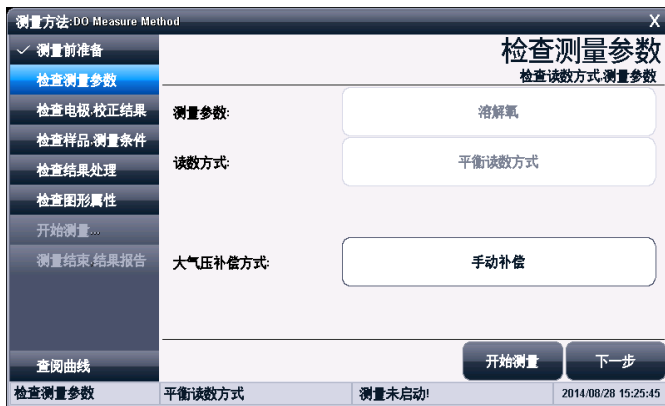 测量方法:DO Measure Method X
✓ 测量前准备
检查测量参数
检查电极.校正结果
检查样品.测量条件
检查结果处理
检查图形属性
开始测量...
测量结束.结果报告
查阅曲线
检查测量参数
检查读数方式.测量参数
测量参数: 溶解氧
读数方式: 平衡读数方式
大气压补偿方式: 手动补偿
开始测量 下一步
检查测量参数 平衡读数方式 测量未启动! 2014/08/28 15:25:45